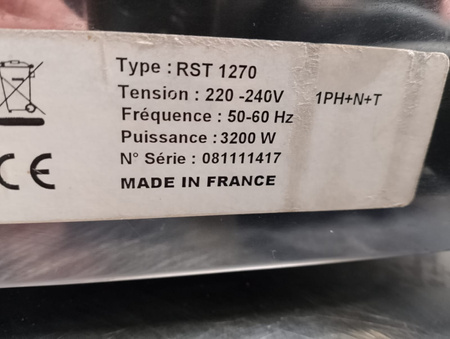 Type : RST 1270
Tension : 220 -240V 1PH+N+T
Fréquence : 50-60 Hz
Puissance : 3200 W
N° Série : 081111417
CE
MADE IN FRANCE